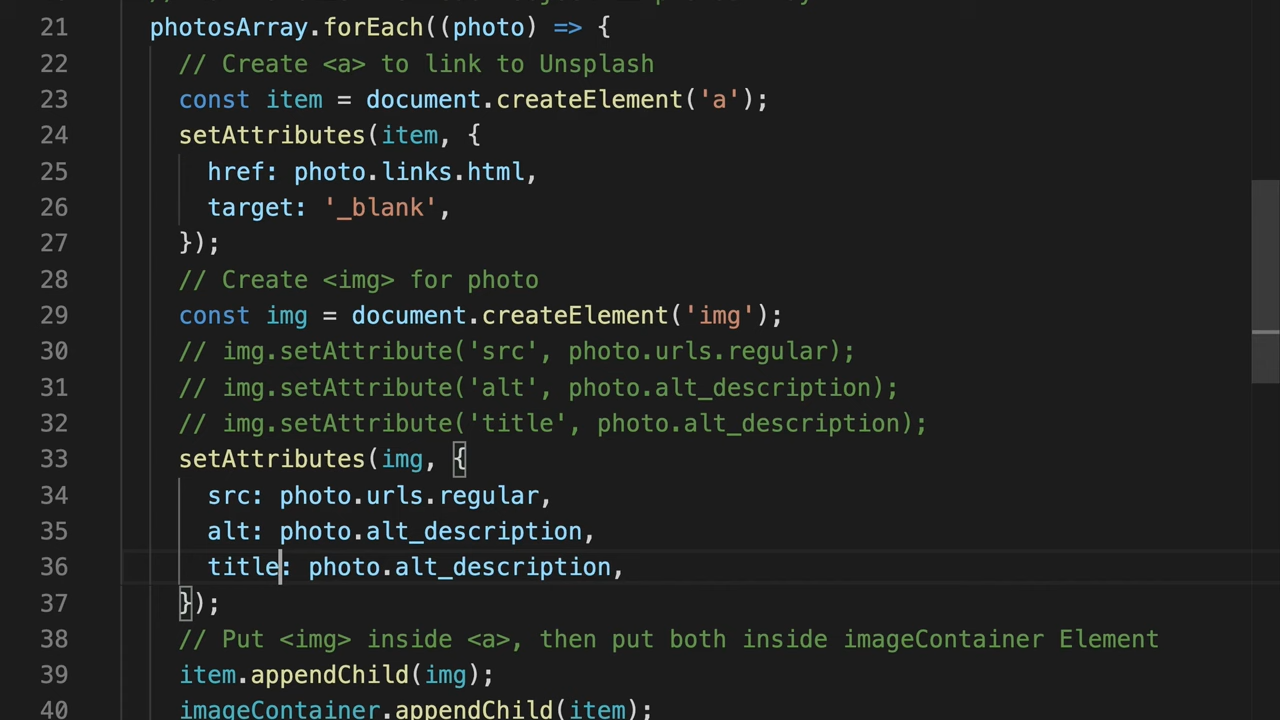 21 photosArray.forEach((photo) => {
22 // Create <a> to link to Unsplash
23 const item = document.createElement('a');
24 setAttributes(item, {
25 href: photo.links.html,
26 target: '_blank',
27 });
28 // Create <img> for photo
29 const img = document.createElement('img');
30 // img.setAttribute('src', photo.urls.regular);
31 // img.setAttribute('alt', photo.alt_description);
32 // img.setAttribute('title', photo.alt_description);
33 setAttributes(img, {
34 src: photo.urls.regular,
35 alt: photo.alt_description,
36 title: photo.alt_description,
37 });
38 // Put <img> inside <a>, then put both inside imageContainer Element
39 item.appendChild(img);
40 imageContainer.appendChild(item);